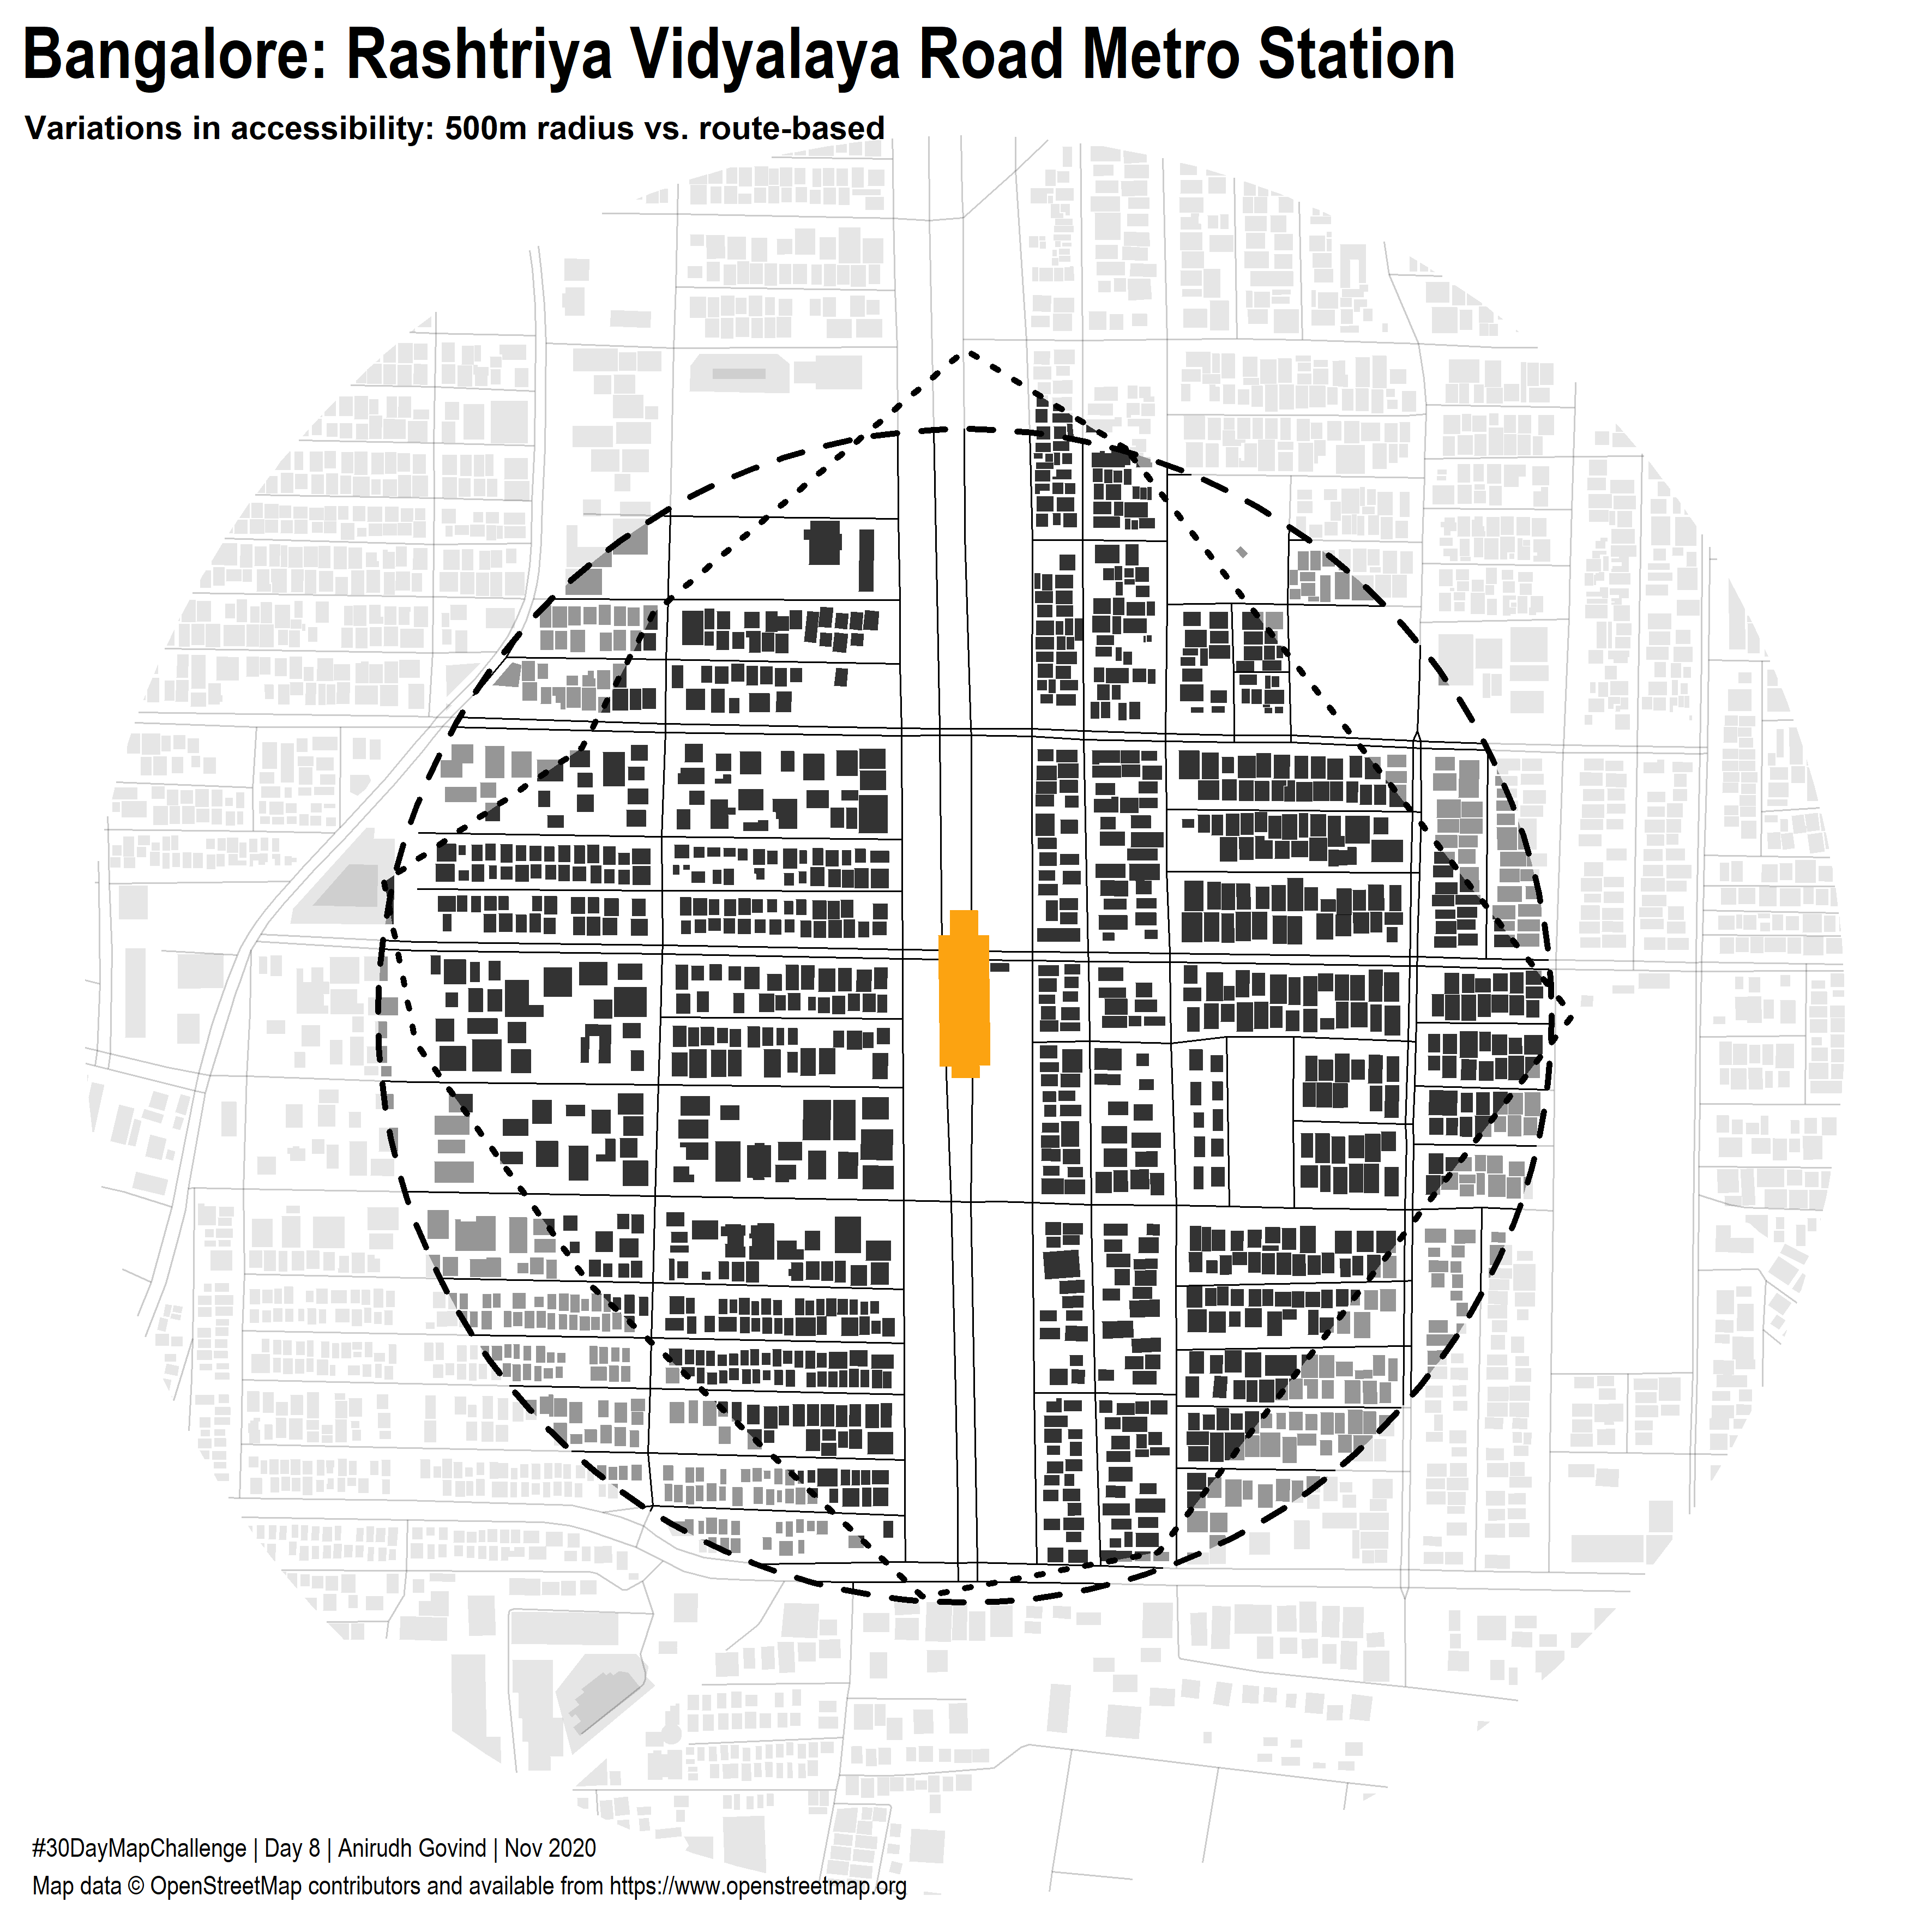 Bangalore: Rashtriya Vidyalaya Road Metro Station
Variations in accessibility: 500m radius vs. route-based
#30DayMapChallenge | Day 8 | Anirudh Govind | Nov 2020
Map data © OpenStreetMap contributors and available from https://www.openstreetmap.org